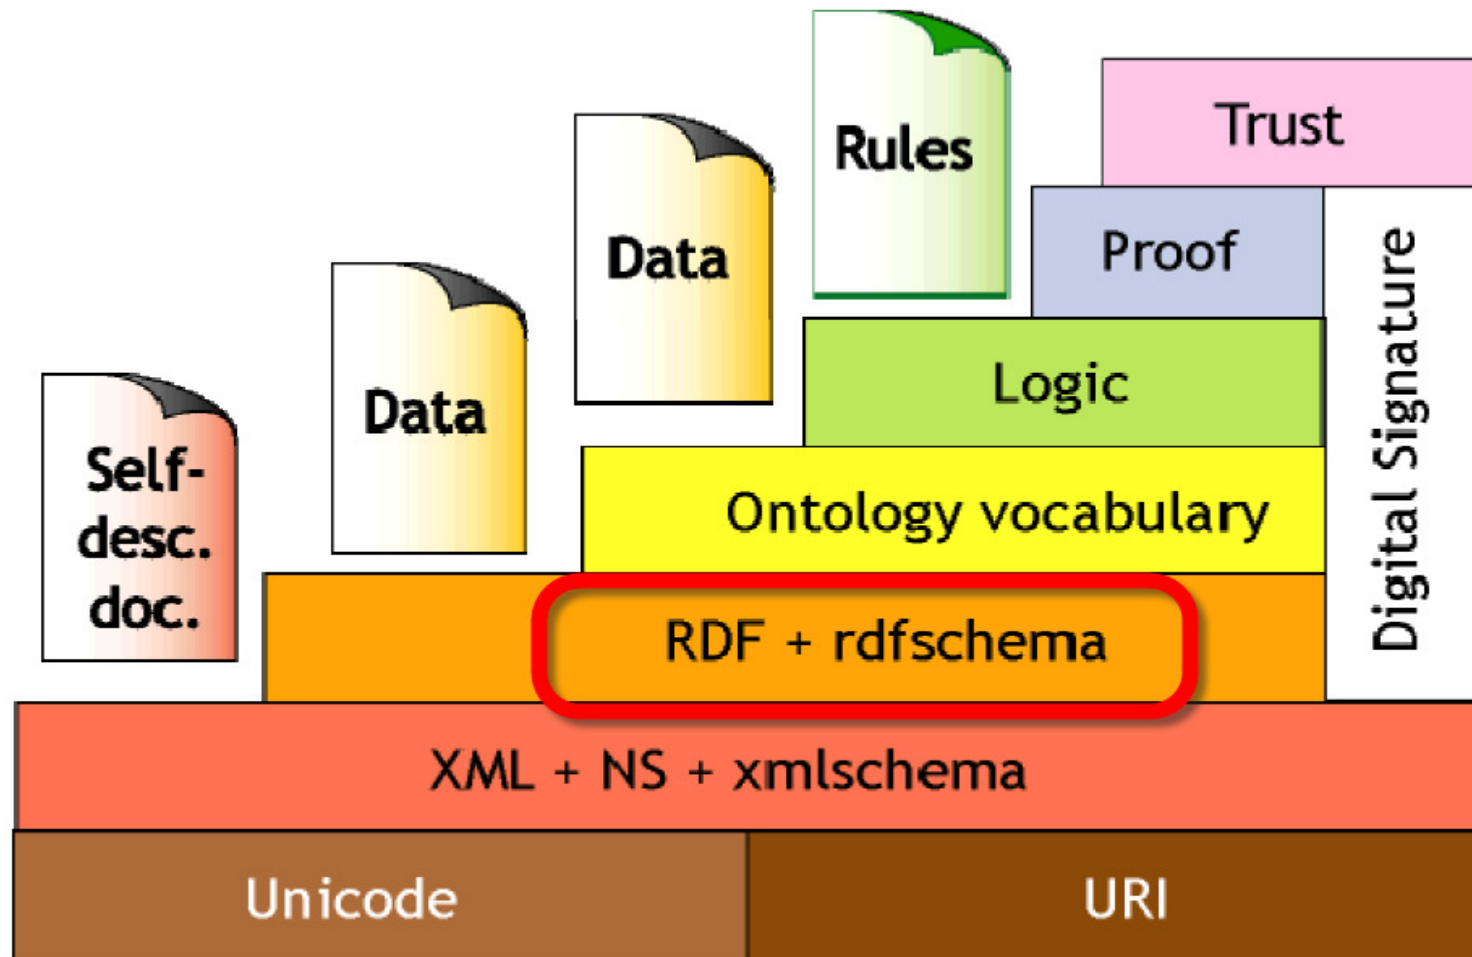 Trust
Rules
Proof
Data
Digital Signature
Logic
Data
Self-
desc.
doc.
Ontology vocabulary
RDF + rdfschema
XML + NS + xmlschema
Unicode
URI